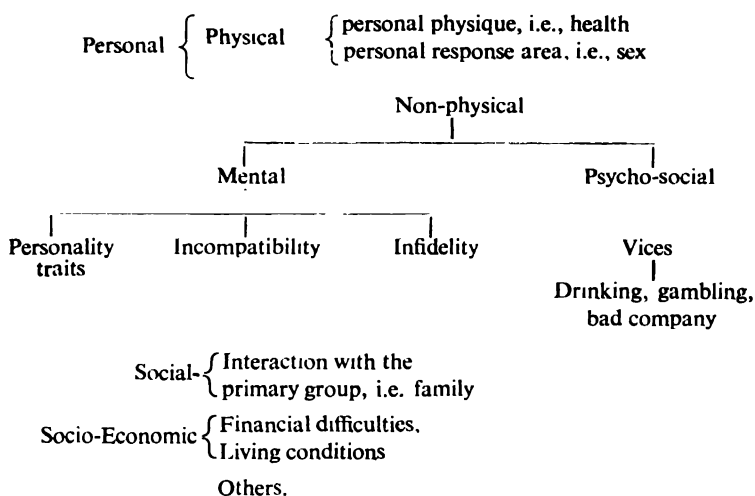 personal physique, i.e., health
Personal Physical personal response area, i.e., sex
Non-physical
Mental Psycho-social
Personality Incompatibility Infidelity Vices
traits
Drinking, gambling,
bad company
Interaction with the
Social- primary group, i.e. family
Financial difficulties,
Socio-Economic Living conditions
Others.